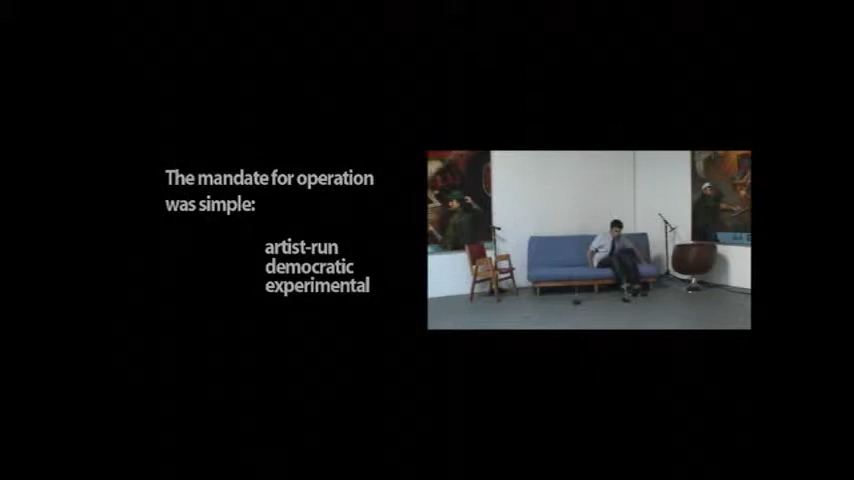 The mandate for operation
was simple:
artist-run
democratic
experimental